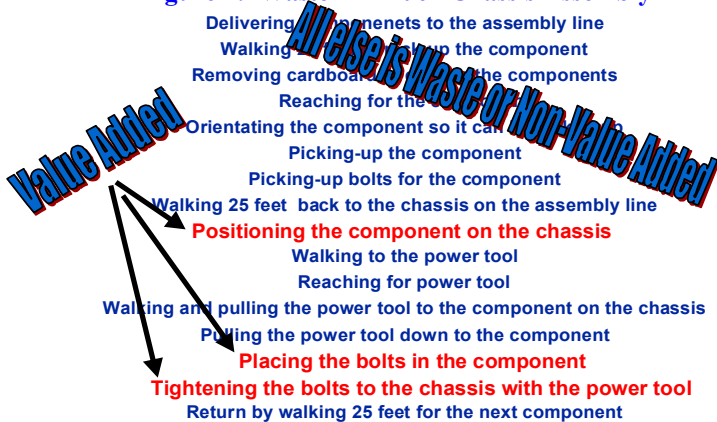 Delivering componenets to the assembly line
Walking 25 feet to pick-up the component
Removing cardboard the components
Reaching for the
Orientating the component so it can
Picking-up the component
Picking-up bolts for the component
Walking 25 feet back to the chassis on the assembly line
Positioning the component on the chassis
Walking to the power tool
Reaching for power tool
Walking and pulling the power tool to the component on the chassis
Pulling the power tool down to the component
Placing the bolts in the component
Tightening the bolts to the chassis with the power tool
Return by walking 25 feet for the next component
Value Added
All else is Waste or Non-Value Added